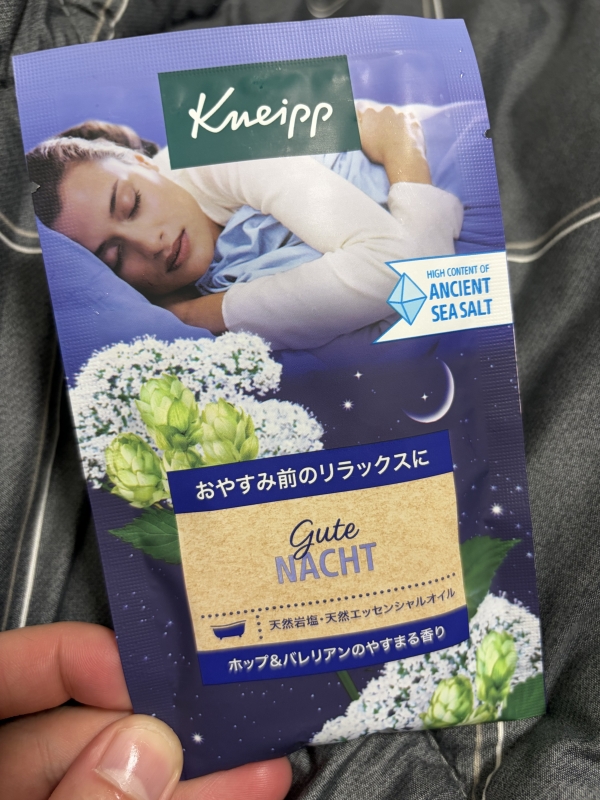 Kneipp
HIGH CONTENT OF
ANCIENT
SEA SALT
おやすみ前のリラックスに
Gute
NACHT
天然岩塩・天然エッセンシャルオイル
ホップ&バレリアンのやすまる香り